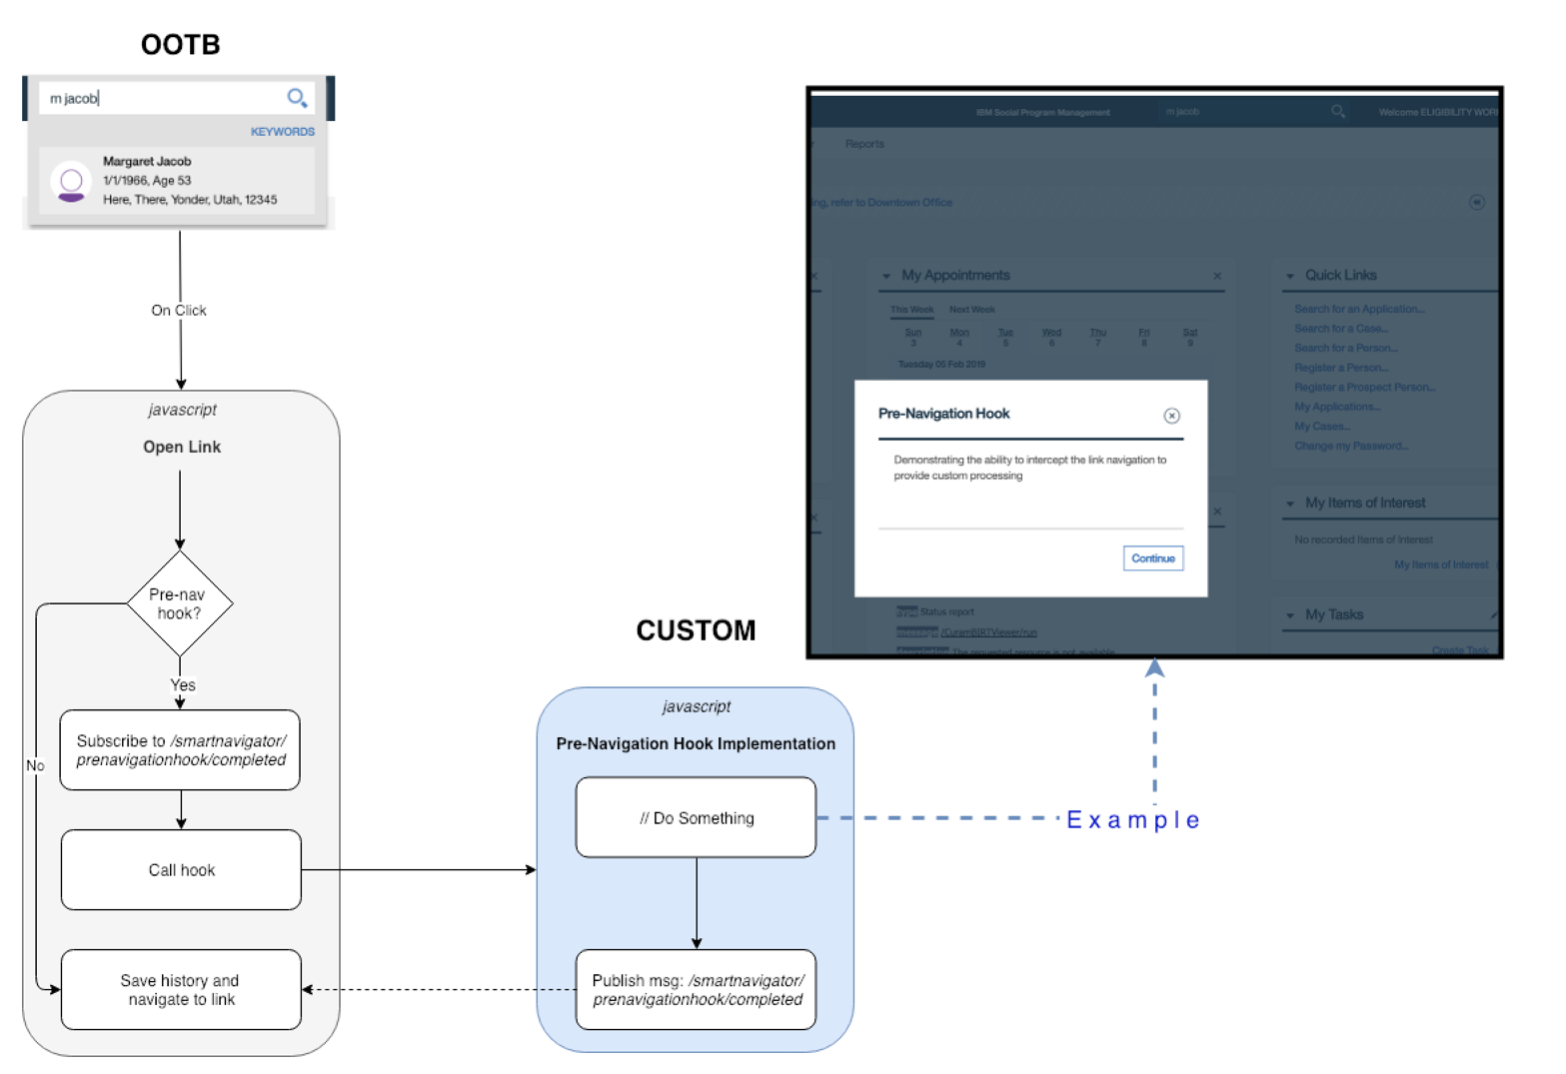 OOTB
m jacob
KEYWORDS
Margaret Jacob
1/1/1966, Age 53
Here, There, Yonder, Utah, 12345
On Click
javascript
Open Link
Pre-nav
hook?
Yes
No
Subscribe to /smartnavigator/
prenavigationhook/completed
Call hook
Save history and
navigate to link
CUSTOM
javascript
Pre-Navigation Hook Implementation
// Do Something
Publish msg: /smartnavigator/
prenavigationhook/completed
Example
IBM Social Program Management
m jacob
Welcome ELIGIBILITY WORK
Reports
ing, refer to Downtown Office
My Appointments
This Week Next Week
Sun Mon Tue Wed Thu Fri Sat
3 4 5 6 7 8 9
Tuesday 05 Feb 2019
Quick Links
Search for an Application...
Search for a Case...
Search for a Person...
Register a Person...
Register a Prospect Person...
My Applications...
My Cases...
Change my Password...
Pre-Navigation Hook
Demonstrating the ability to intercept the link navigation to
provide custom processing
Continue
My Items of Interest
No recorded Items of Interest
My Items of Interest
type Status report
message /CuramBIRTViewer/run
description The requested resource is not available.
My Tasks
Create Task